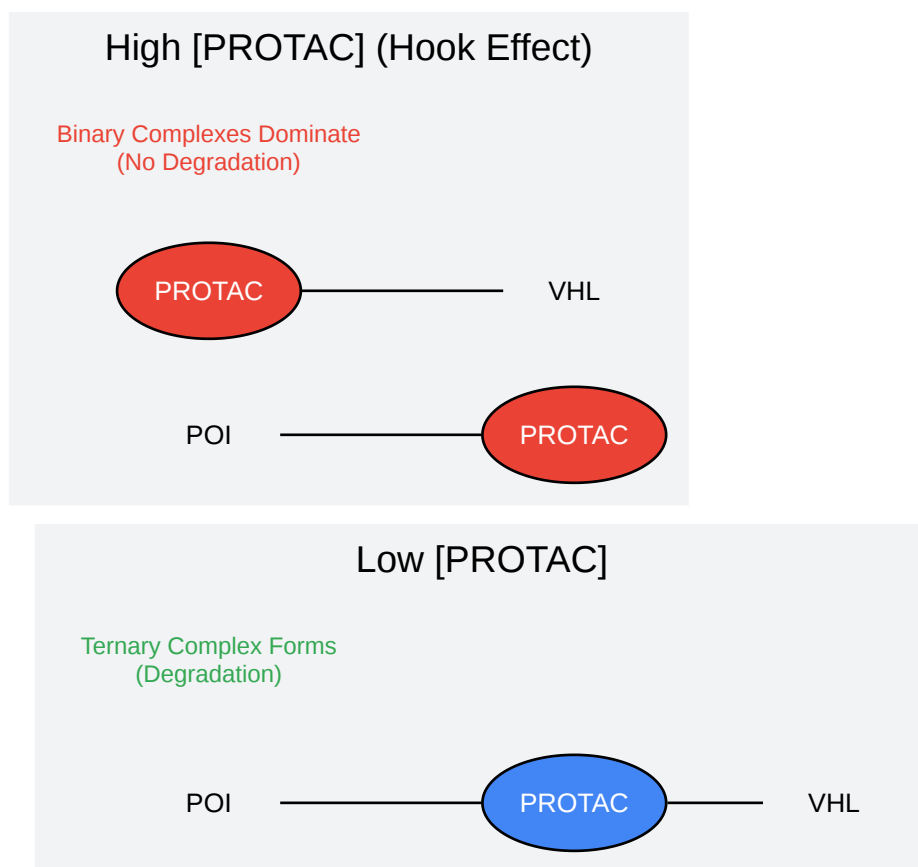 High [PROTAC] (Hook Effect)
Binary Complexes Dominate
(No Degradation)
PROTAC VHL
POI PROTAC
Low [PROTAC]
Ternary Complex Forms
(Degradation)
POI PROTAC VHL